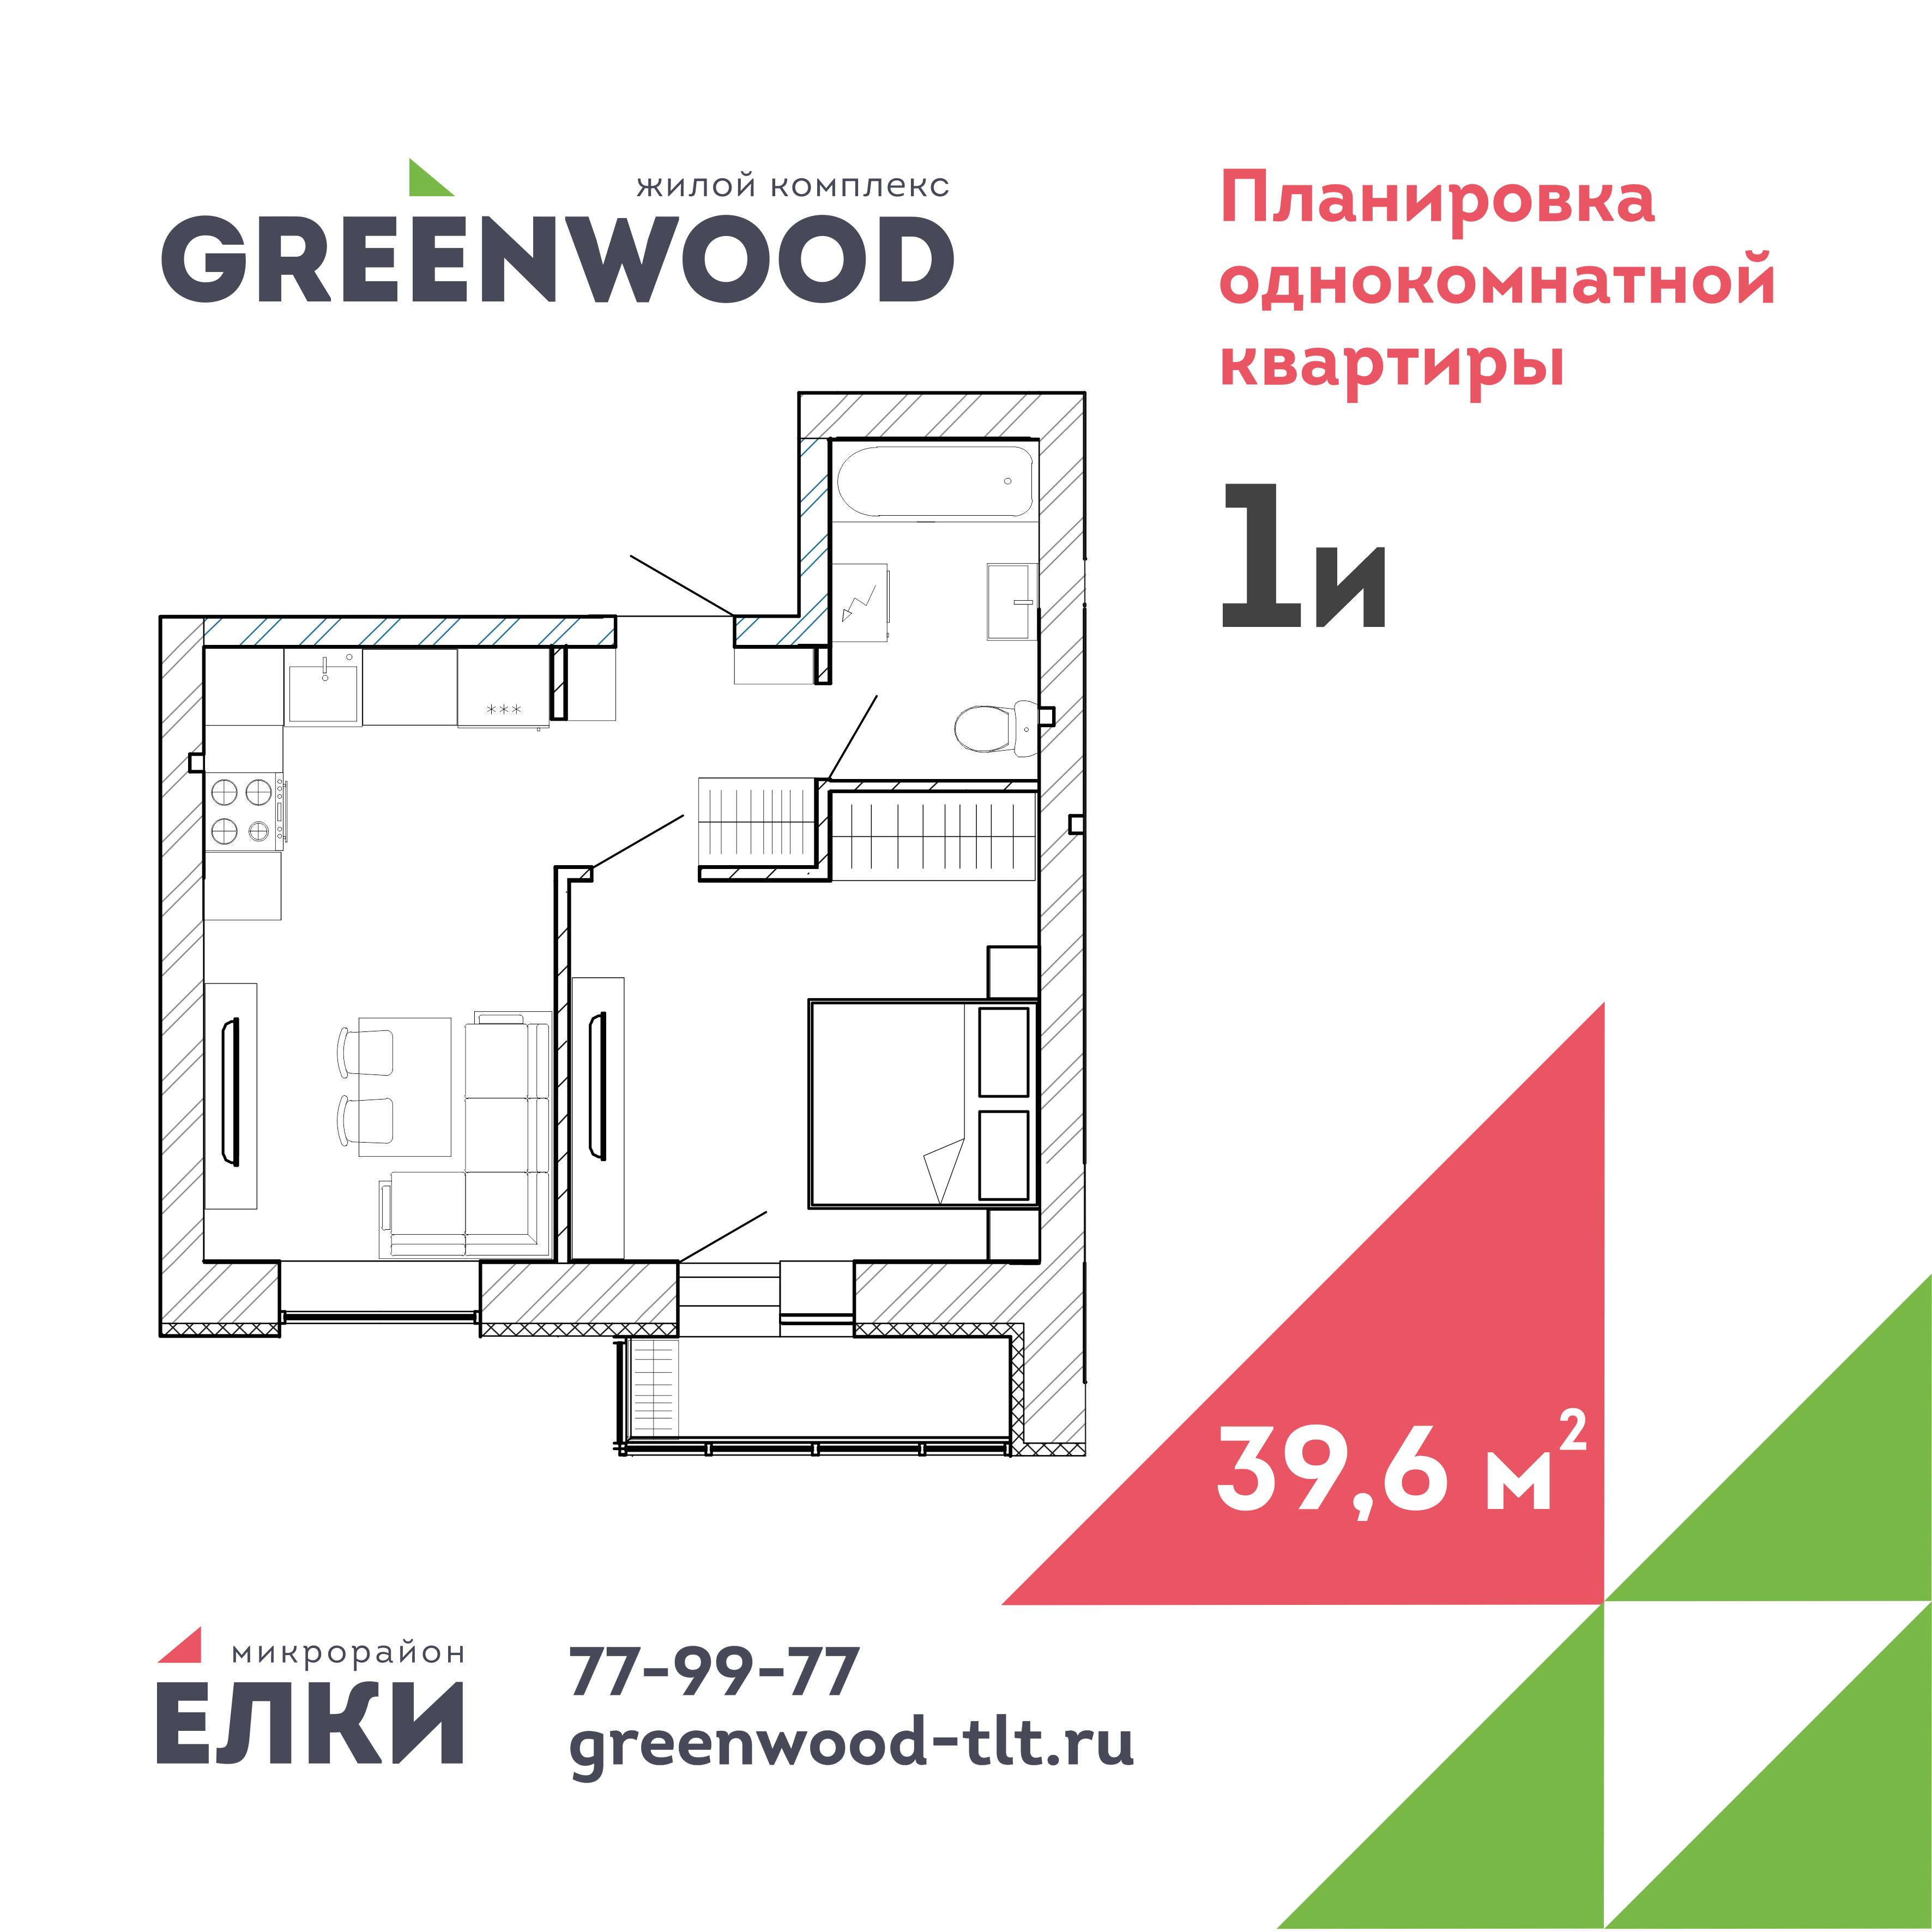 жилой комплекс
GREENWOOD
Планировка
однокомнатной
квартиры
1и
***
39,6 м²
микрорайон
ЕЛКИ
77-99-77
greenwood-tlt.ru